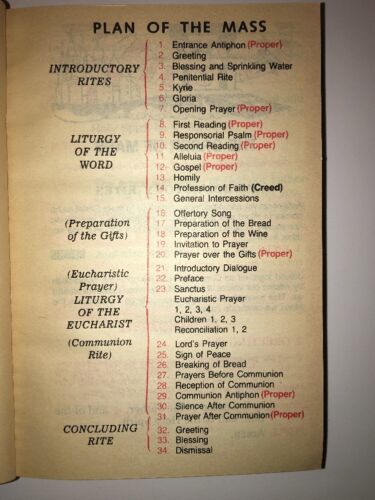 PLAN OF THE MASS
INTRODUCTORY
RITES
1. Entrance Antiphon (Proper)
2. Greeting
3. Blessing and Sprinkling Water
4. Penitential Rite
5. Kyrie
6. Gloria
7. Opening Prayer (Proper)
LITURGY
OF THE
WORD
8. First Reading (Proper)
9. Responsorial Psalm (Proper)
10. Second Reading (Proper)
11. Alleluia (Proper)
12. Gospel (Proper)
13. Homily
14. Profession of Faith (Creed)
15. General Intercessions
(Preparation
of the Gifts)
16. Offertory Song
17. Preparation of the Bread
18. Preparation of the Wine
19. Invitation to Prayer
20. Prayer over the Gifts (Proper)
(Eucharistic
Prayer)
LITURGY
OF THE
EUCHARIST
21. Introductory Dialogue
22. Preface
23. Sanctus
Eucharistic Prayer
1, 2, 3, 4
Children 1, 2, 3
Reconciliation 1, 2
(Communion
Rite)
24. Lord's Prayer
25. Sign of Peace
26. Breaking of Bread
27. Prayers Before Communion
28. Reception of Communion
29. Communion Antiphon (Proper)
30. Silence After Communion
31. Prayer After Communion (Proper)
CONCLUDING
RITE
32. Greeting
33. Blessing
34. Dismissal